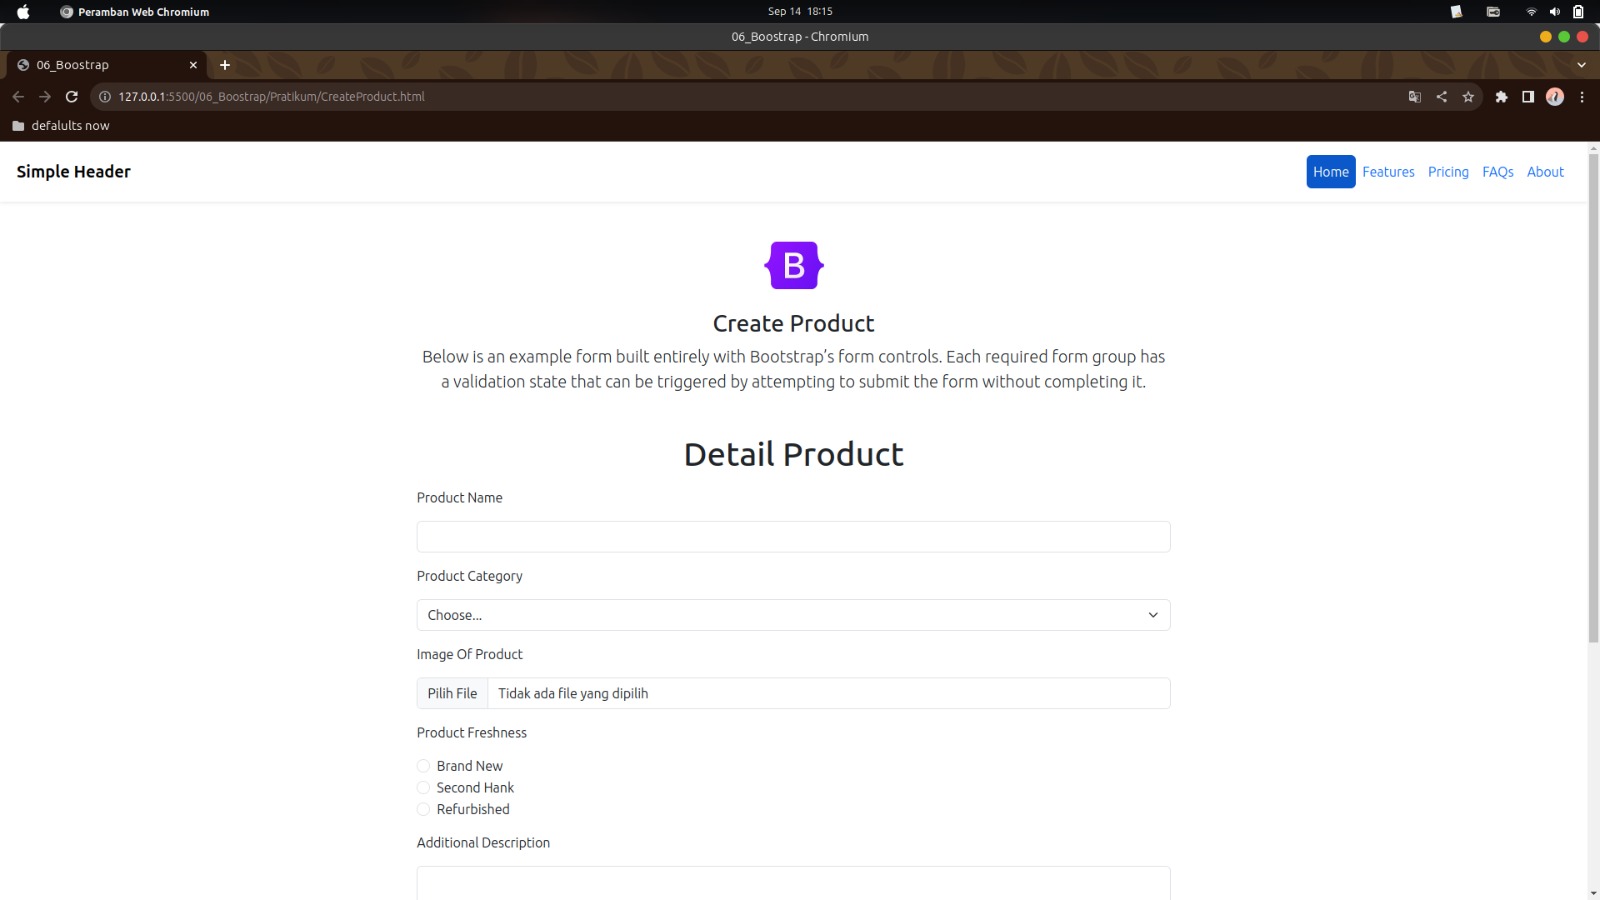 Peramban Web Chromium
Sep 14 18:15
06_Boostrap - Chromium
06_Boostrap
127.0.0.1:5500/06_Boostrap/Pratikum/CreateProduct.html
defalults now
Simple Header
Home Features Pricing FAQs About
B
Create Product
Below is an example form built entirely with Bootstrap’s form controls. Each required form group has
a validation state that can be triggered by attempting to submit the form without completing it.
Detail Product
Product Name
Product Category
Choose...
Image Of Product
Pilih File Tidak ada file yang dipilih
Product Freshness
Brand New
Second Hank
Refurbished
Additional Description